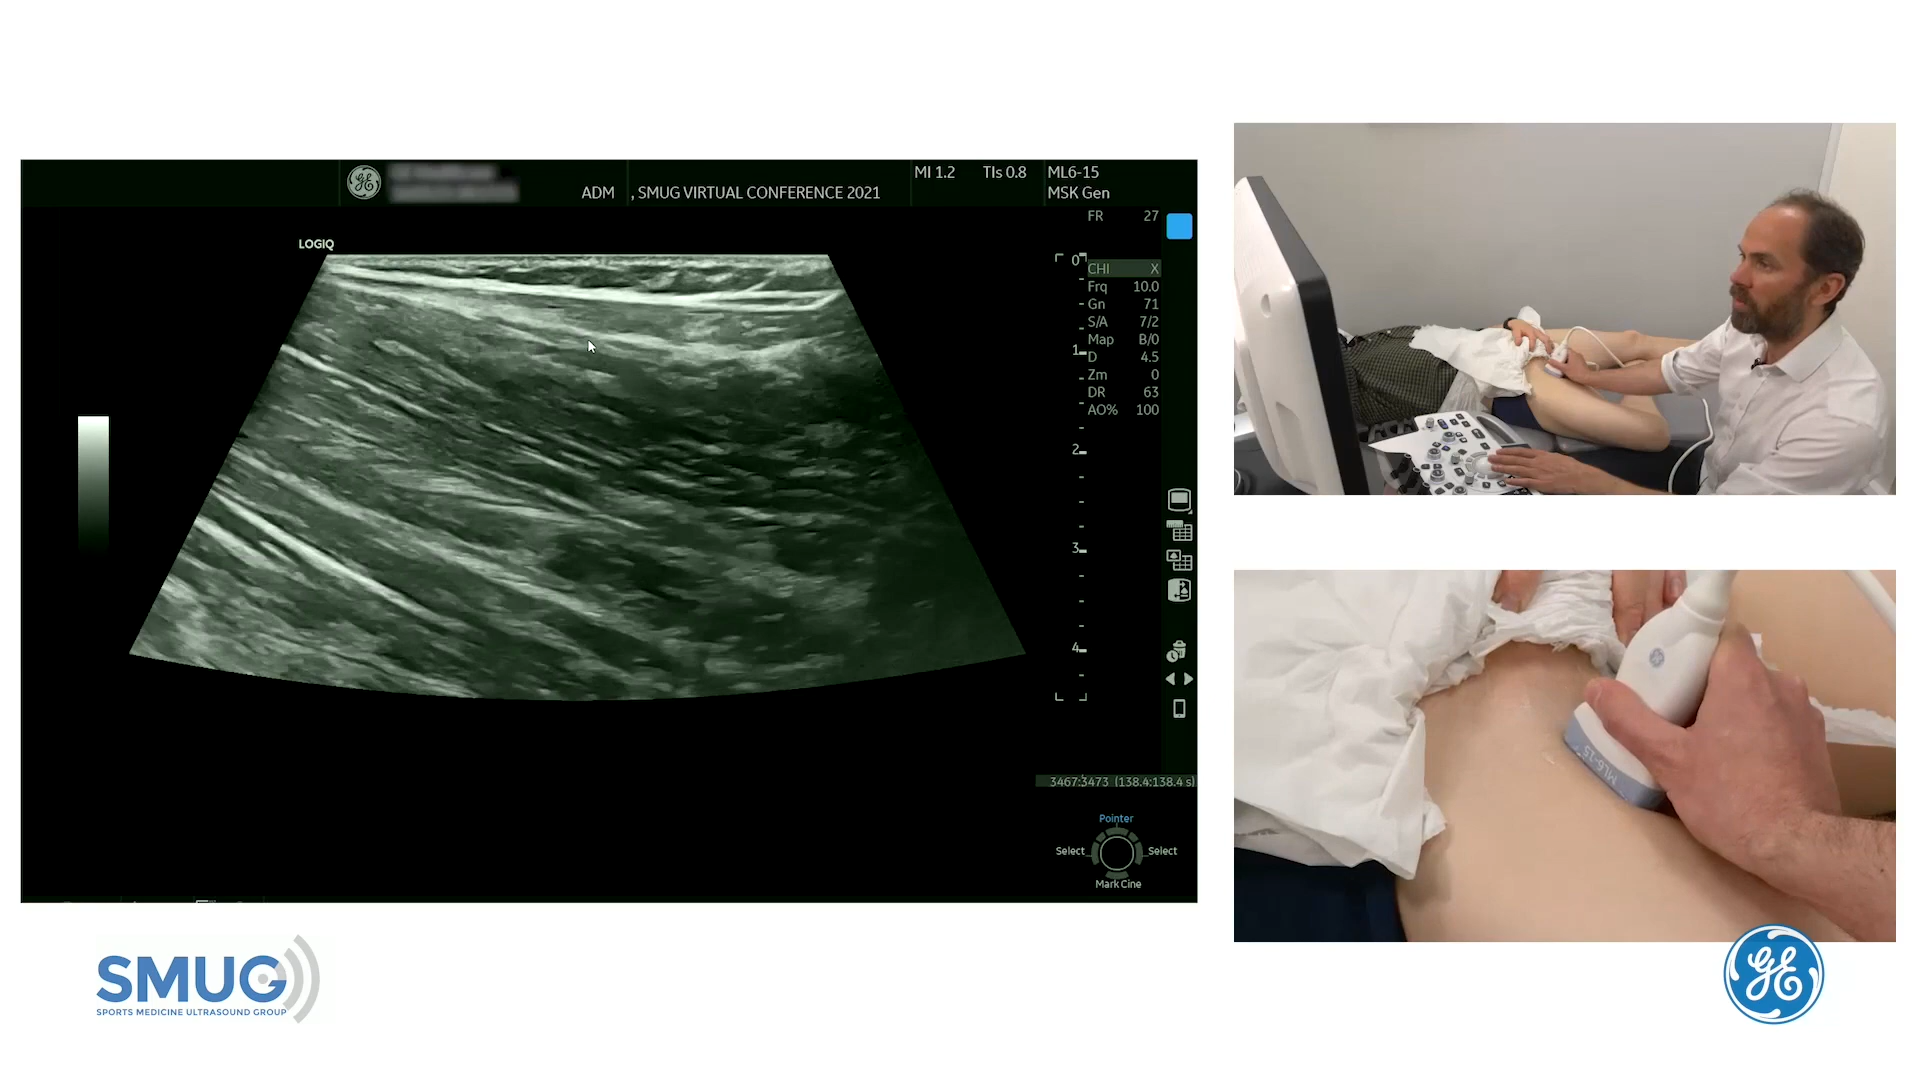 MI 1.2 TIs 0.8 ML6-15
ADM , SMUG VIRTUAL CONFERENCE 2021 MSK Gen
FR 27
LOGIQ
0
CHI X
Frq 10.0
Gn 71
S/A 7/2
Map B/0
1
D 4.5
Zm 0
DR 63
AO% 100
2
3
4
3467:3473 (138.4:138.4 s)
Pointer
Select Select
Mark Cine
ML6-15
SMUG
SPORTS MEDICINE ULTRASOUND GROUP
GE